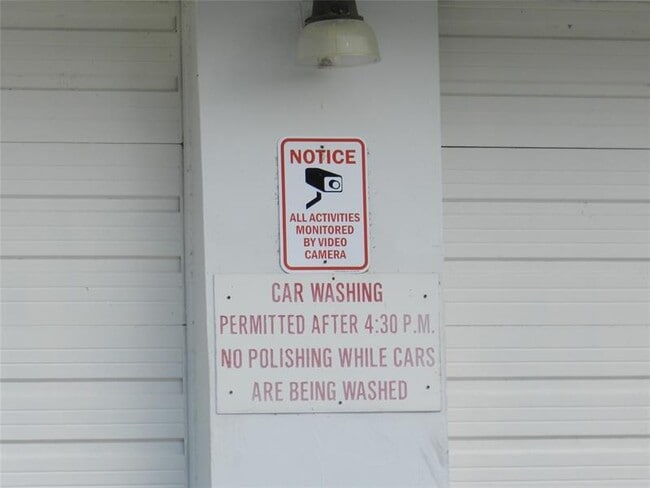 NOTICE
ALL ACTIVITIES
MONITORED
BY VIDEO
CAMERA
CAR WASHING
PERMITTED AFTER 4:30 P.M.
NO POLISHING WHILE CARS
ARE BEING WASHED